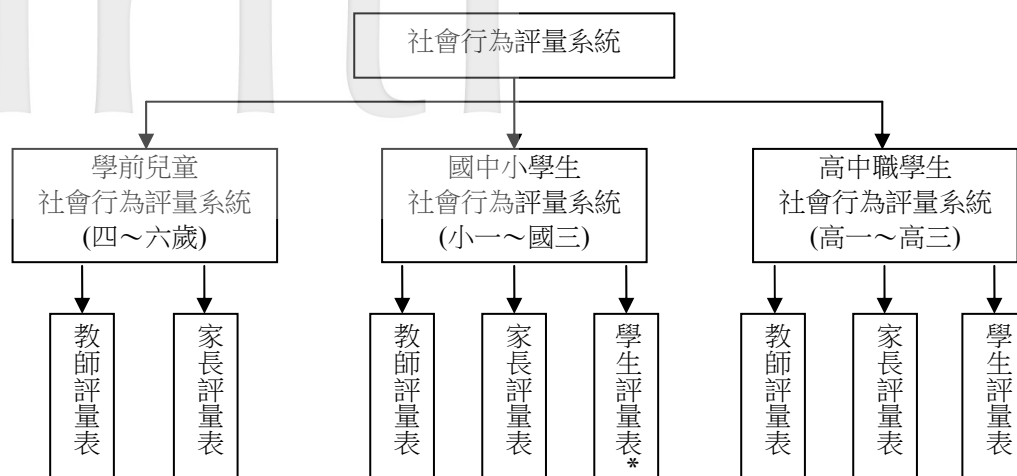 社會行為評量系統
學前兒童
社會行為評量系統
(四～六歲)
國中小學生
社會行為評量系統
(小一～國三)
高中職學生
社會行為評量系統
(高一～高三)
教師評量表
家長評量表
教師評量表
家長評量表
學生評量表*
教師評量表
家長評量表
學生評量表